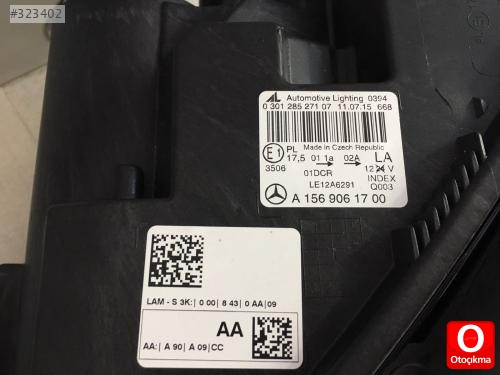 #323402
AL Automotive Lighting 0394
0 301 285 271 07 11.07.15 668
Made in Czech Republic
E1 PL 17,5 01 1a 02A LA
3506 → → 12 24 V
01DCR INDEX
LE12A6291 Q003
A 156 906 17 00
LAM - S 3K:| 0 00| 8 43| 0 AA|09
AA
AA:| A 90| A 09|CC
O
Otoçıkma